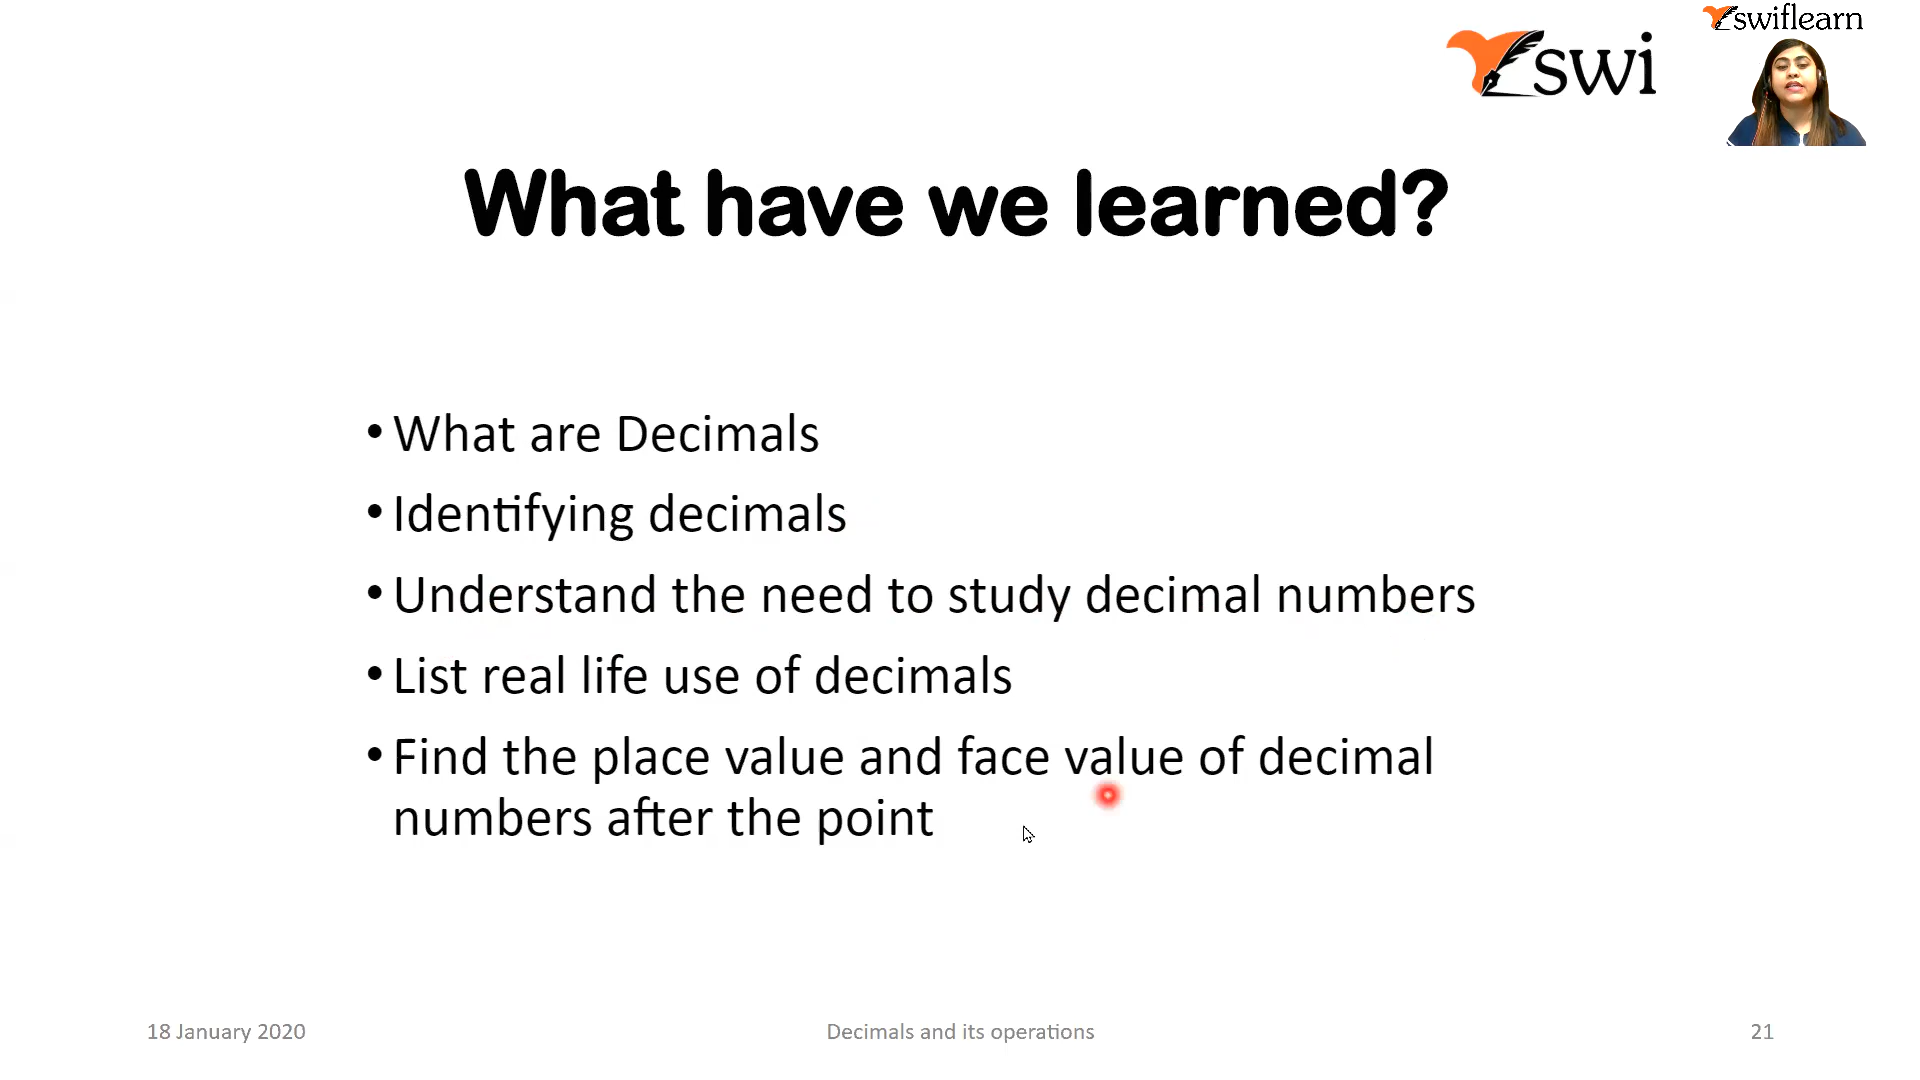 swiflearn
swi
What have we learned?
• What are Decimals
• Identifying decimals
• Understand the need to study decimal numbers
• List real life use of decimals
• Find the place value and face value of decimal
numbers after the point
18 January 2020
Decimals and its operations
21